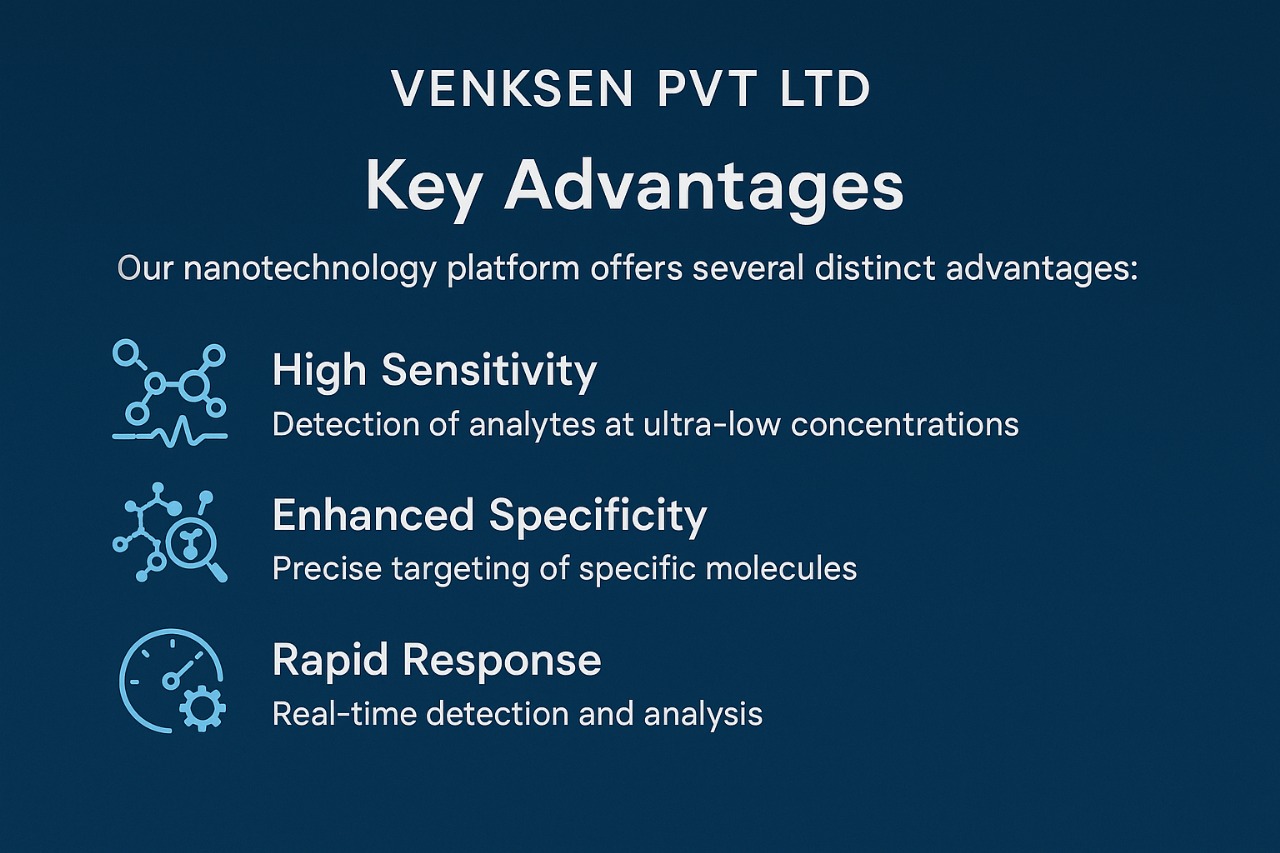 VENKSEN PVT LTD
Key Advantages
Our nanotechnology platform offers several distinct advantages:
High Sensitivity
Detection of analytes at ultra-low concentrations
Enhanced Specificity
Precise targeting of specific molecules
Rapid Response
Real-time detection and analysis